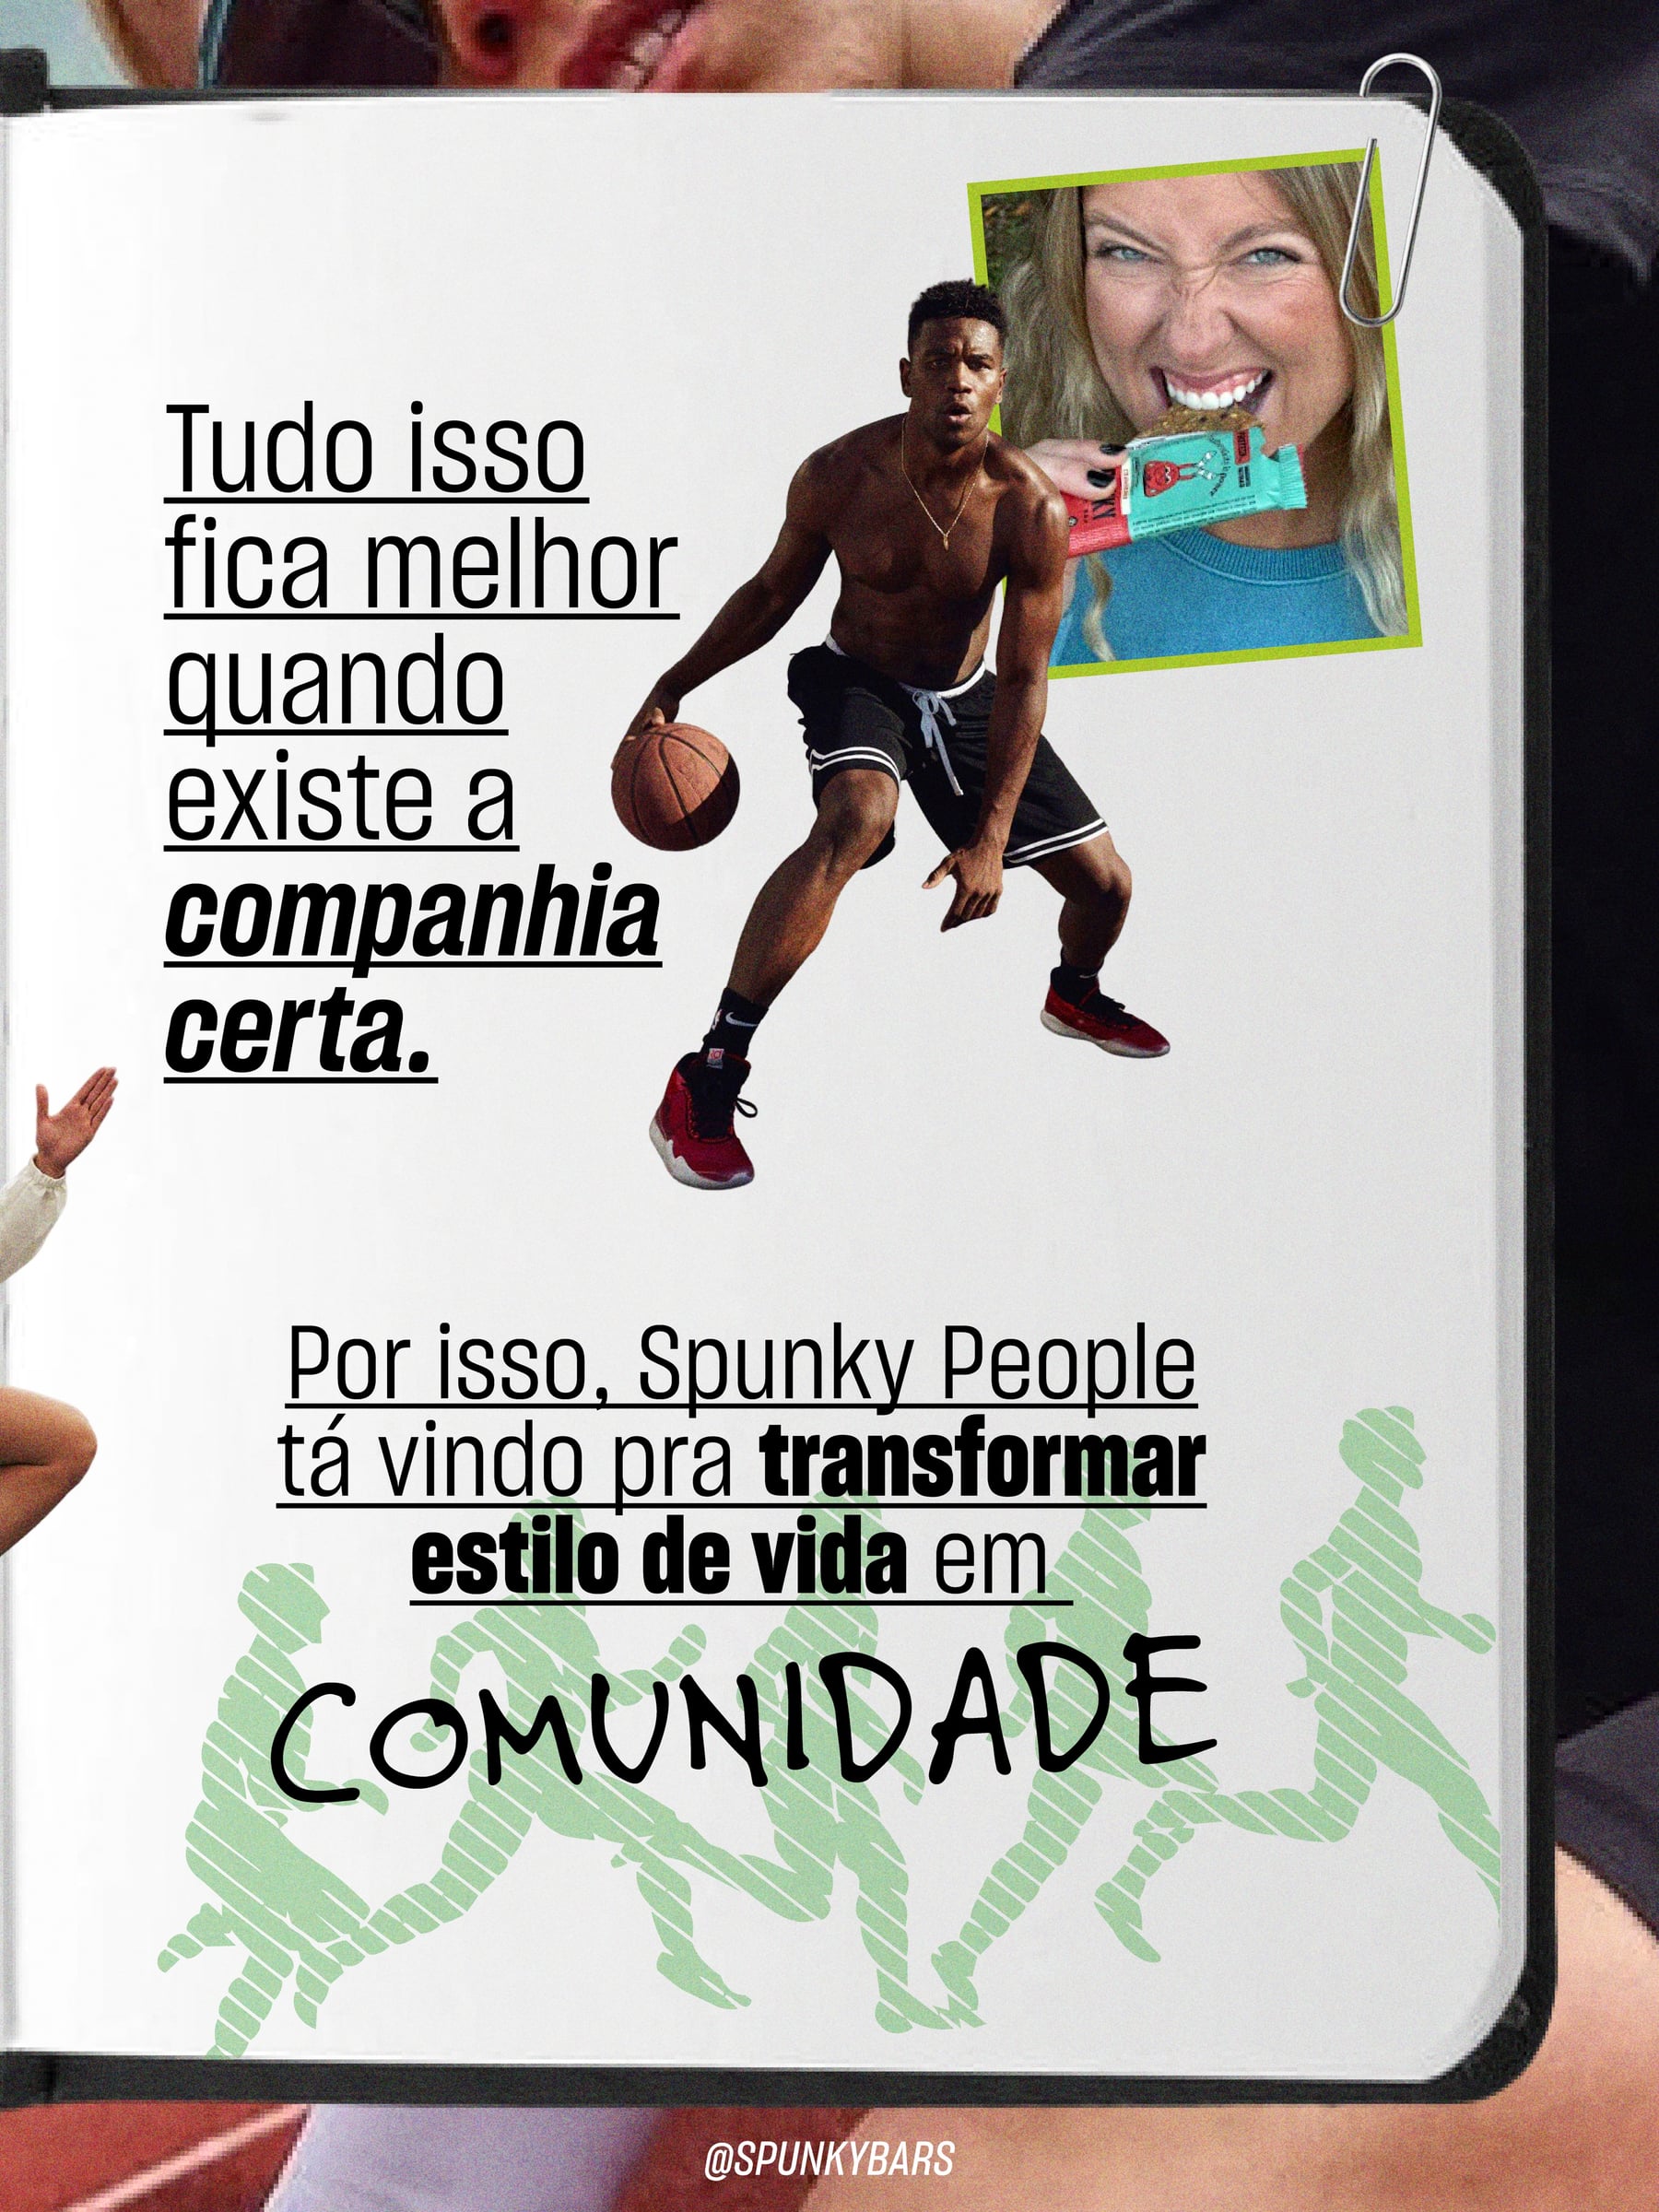 Tudo isso
fica melhor
quando
existe a
companhia
certa.
Por isso, Spunky People
tá vindo pra transformar
estilo de vida em
COMUNIDADE
@SPUNKYBARS